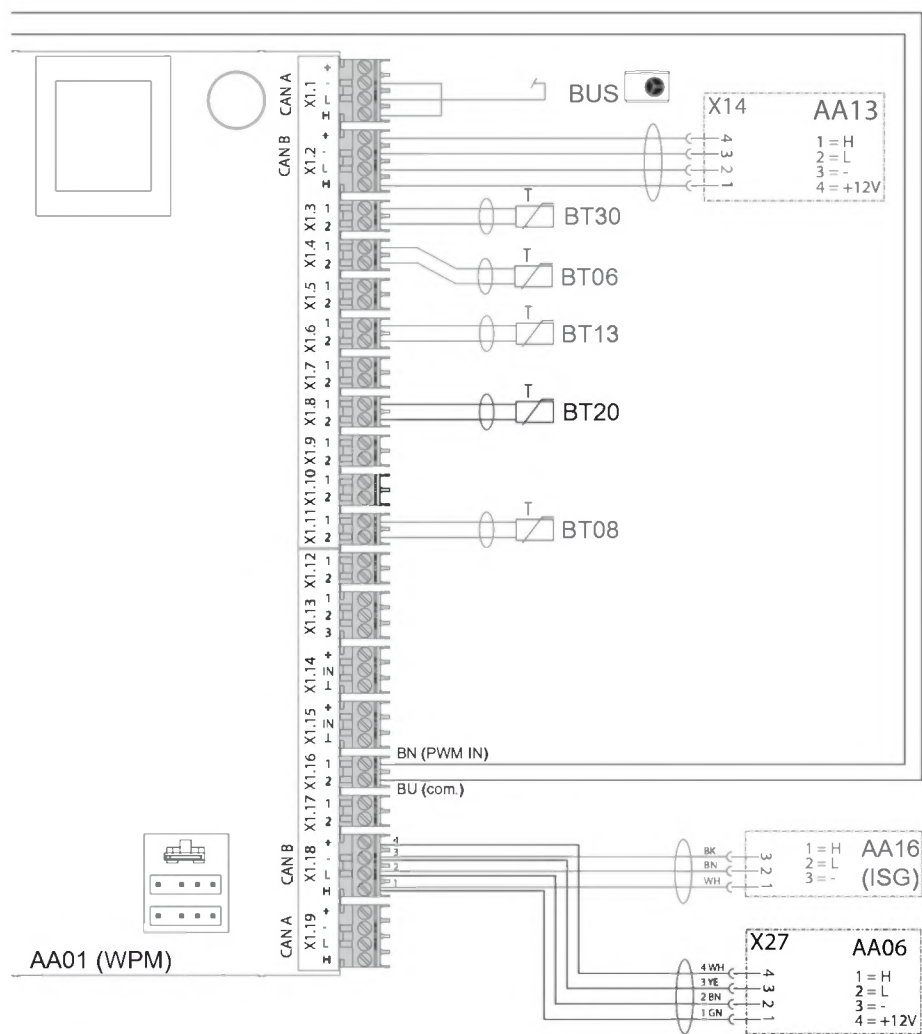 CAN A
X1.1
+
-
L
H
BUS
CAN B
X1.2
+
-
L
H
X14
AA13
4
3
2
1
1 = H
2 = L
3 = -
4 = +12V
X1.3
1
2
T
BT30
X1.4
1
2
T
BT06
X1.5
1
2
X1.6
1
2
T
BT13
X1.7
1
2
X1.8
1
2
T
BT20
X1.9
1
2
X1.10
1
2
X1.11
1
2
T
BT08
X1.12
1
2
X1.13
1
2
3
X1.14
+
IN
⊥
X1.15
+
IN
⊥
X1.16
1
2
BN (PWM IN)
BU (com.)
X1.17
1
2
CAN B
X1.18
+
-
L
H
4
3
2
1
BK
BN
WH
3
2
1
1 = H
2 = L
3 = -
AA16
(ISG)
CAN A
X1.19
+
-
L
H
AA01 (WPM)
X27
AA06
4 WH
3 YE
2 BN
1 GN
4
3
2
1
1 = H
2 = L
3 = -
4 = +12V